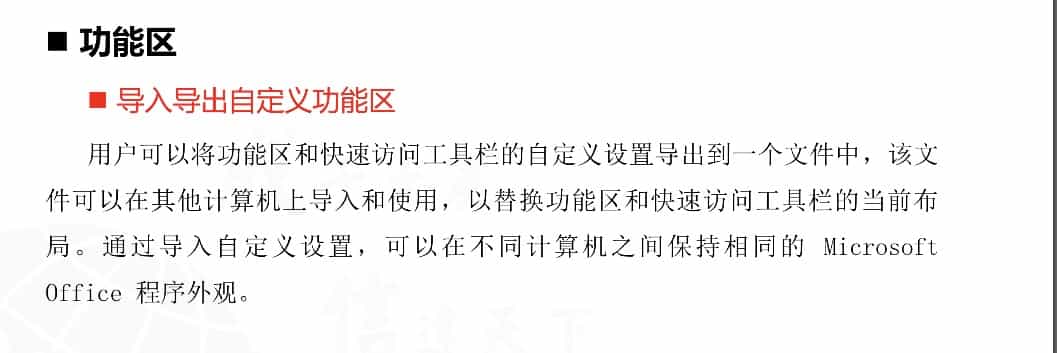 ■ 功能区
■ 导入导出自定义功能区
用户可以将功能区和快速访问工具栏的自定义设置导出到一个文件中，该文
件可以在其他计算机上导入和使用，以替换功能区和快速访问工具栏的当前布
局。通过导入自定义设置，可以在不同计算机之间保持相同的 Microsoft
Office 程序外观。
信达天下